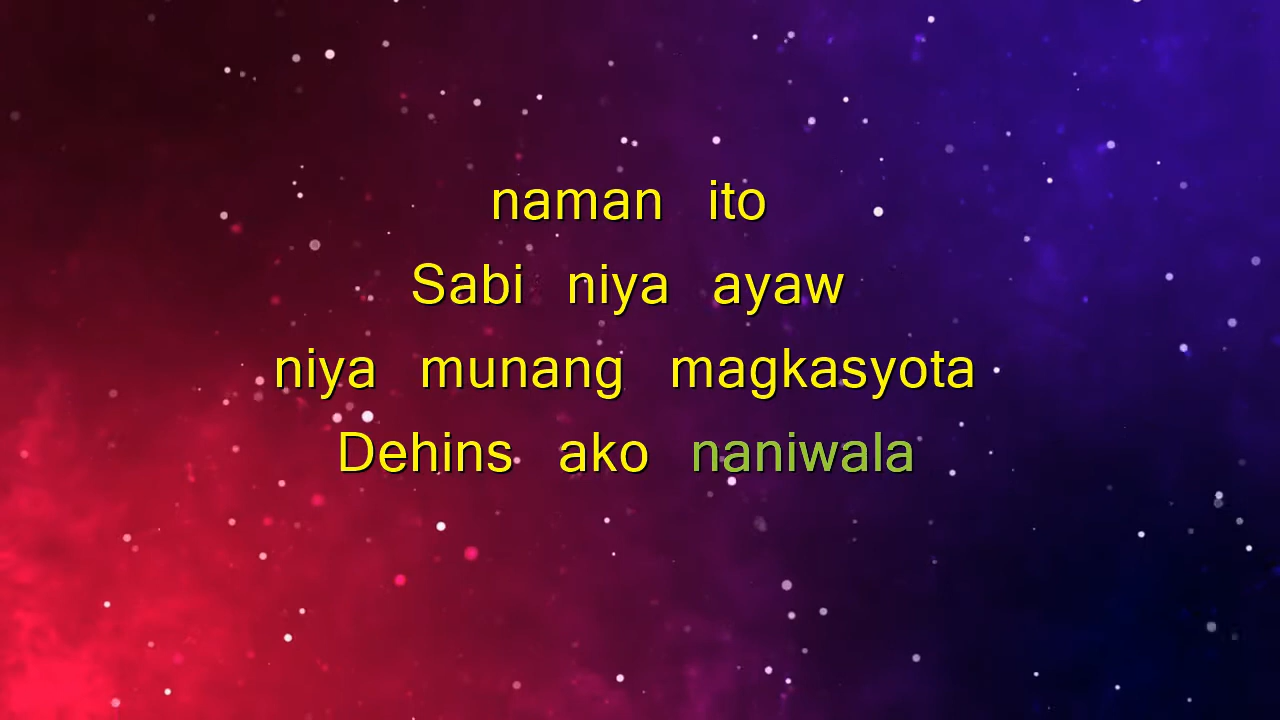 naman ito
Sabi niya ayaw
niya munang magkasyota
Dehins ako naniwala